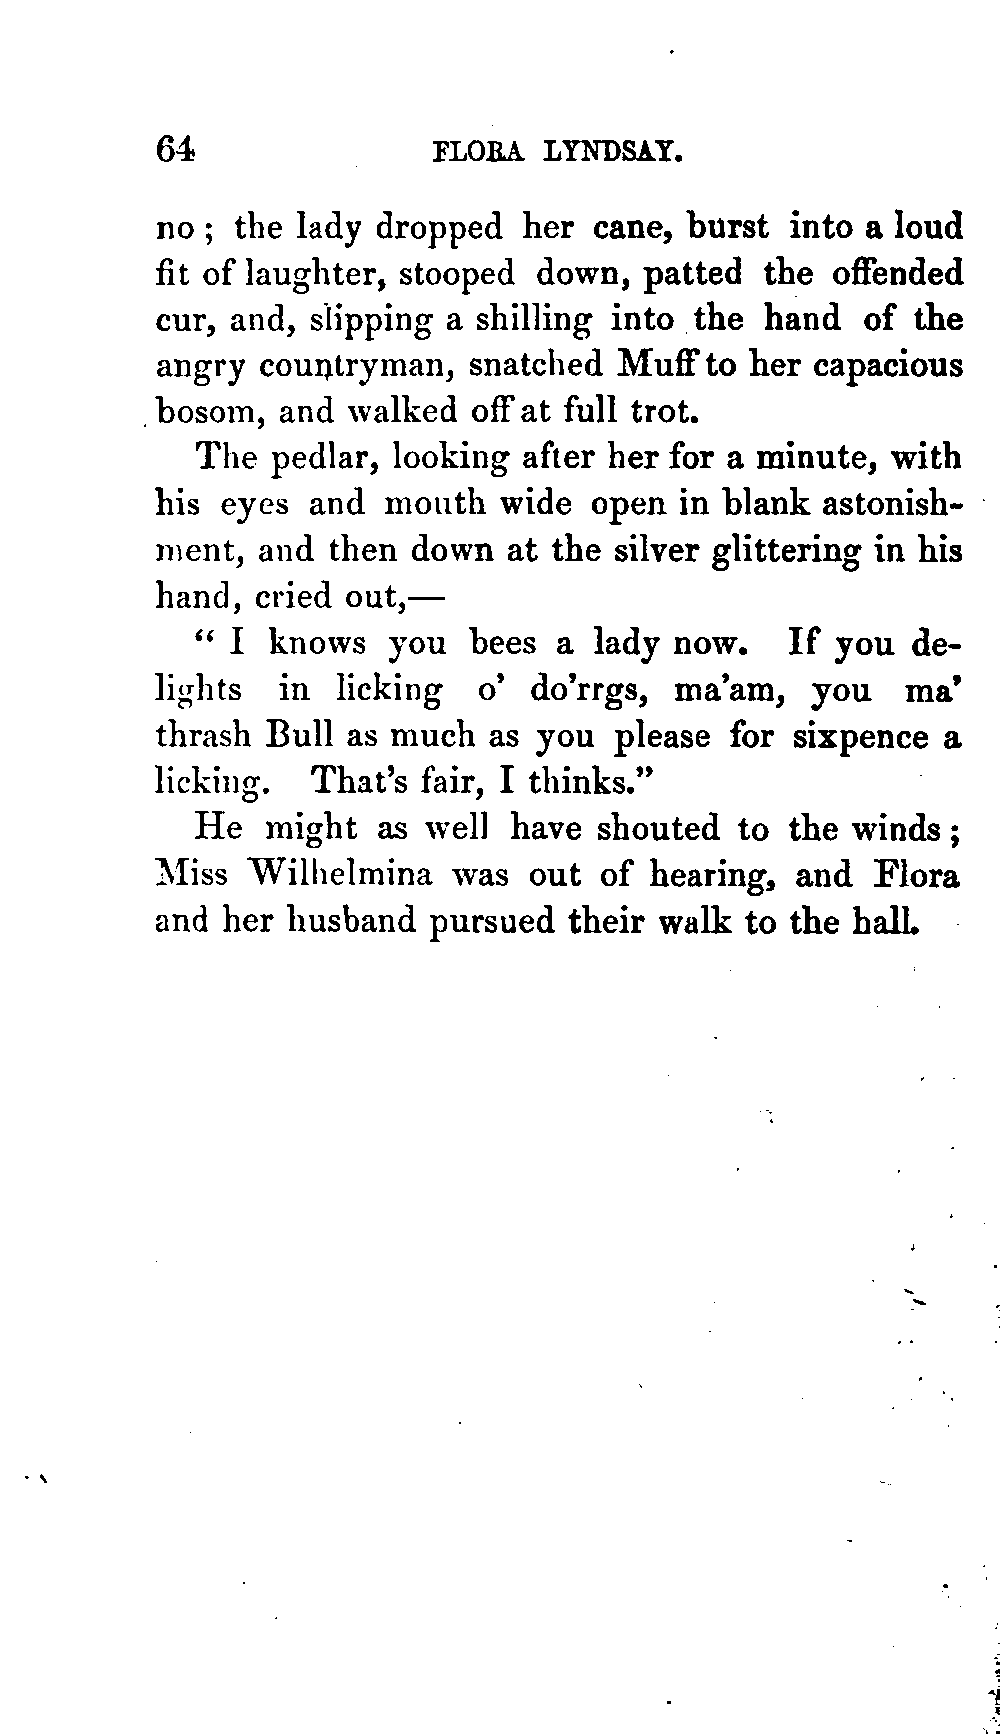 64 FLORA LYNDSAY.
no ; the lady dropped her cane, burst into a loud
fit of laughter, stooped down, patted the offended
cur, and, slipping a shilling into the hand of the
angry countryman, snatched Muff to her capacious
bosom, and walked off at full trot.
The pedlar, looking after her for a minute, with
his eyes and mouth wide open in blank astonish-
ment, and then down at the silver glittering in his
hand, cried out,—
“ I knows you bees a lady now. If you de-
lights in licking o’ do’rrgs, ma’am, you ma’
thrash Bull as much as you please for sixpence a
licking. That’s fair, I thinks.”
He might as well have shouted to the winds ;
Miss Wilhelmina was out of hearing, and Flora
and her husband pursued their walk to the hall.